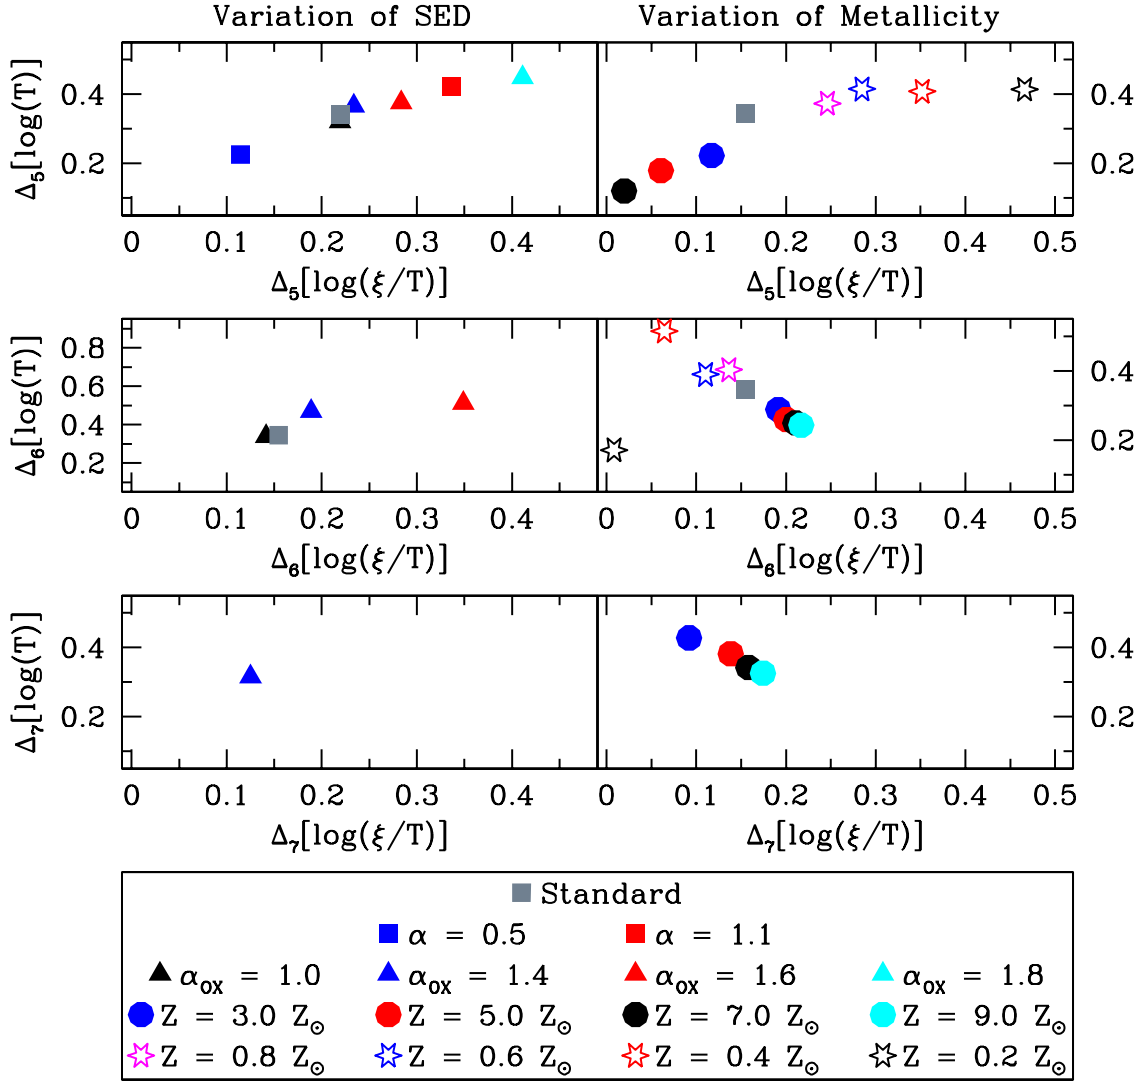 Variation of SED Variation of Metallicity
Δ₅[log(T)]
0.4 0.4
0.2 0.2
0 0.1 0.2 0.3 0.4 0 0.1 0.2 0.3 0.4 0.5
Δ₅[log(ξ/T)] Δ₅[log(ξ/T)]
Δ₆[log(T)]
0.8
0.6 0.4
0.4 0.2
0.2
0 0.1 0.2 0.3 0.4 0 0.1 0.2 0.3 0.4 0.5
Δ₆[log(ξ/T)] Δ₆[log(ξ/T)]
Δ₇[log(T)]
0.4 0.4
0.2 0.2
0 0.1 0.2 0.3 0.4 0 0.1 0.2 0.3 0.4 0.5
Δ₇[log(ξ/T)] Δ₇[log(ξ/T)]
Standard
α = 0.5 α = 1.1
α_OX = 1.0 α_OX = 1.4 α_OX = 1.6 α_OX = 1.8
Z = 3.0 Z⊙ Z = 5.0 Z⊙ Z = 7.0 Z⊙ Z = 9.0 Z⊙
Z = 0.8 Z⊙ Z = 0.6 Z⊙ Z = 0.4 Z⊙ Z = 0.2 Z⊙